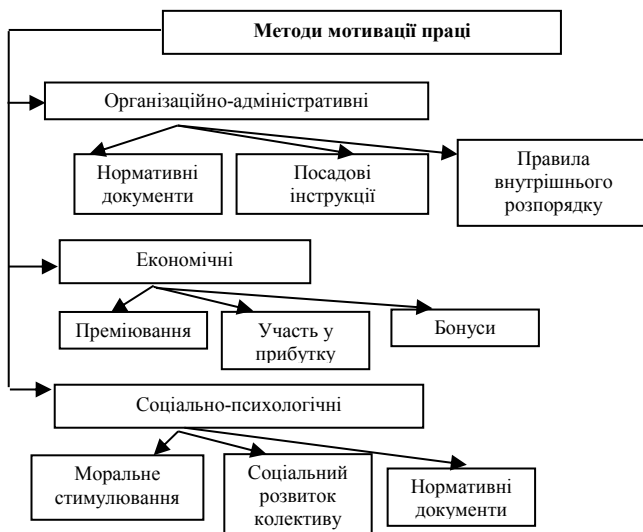 Методи мотивації праці
Організаційно-адміністративні
Нормативні
документи
Посадові
інструкції
Правила
внутрішнього
розпорядку
Економічні
Преміювання
Участь у
прибутку
Бонуси
Соціально-психологічні
Моральне
стимулювання
Соціальний
розвиток
колективу
Нормативні
документи